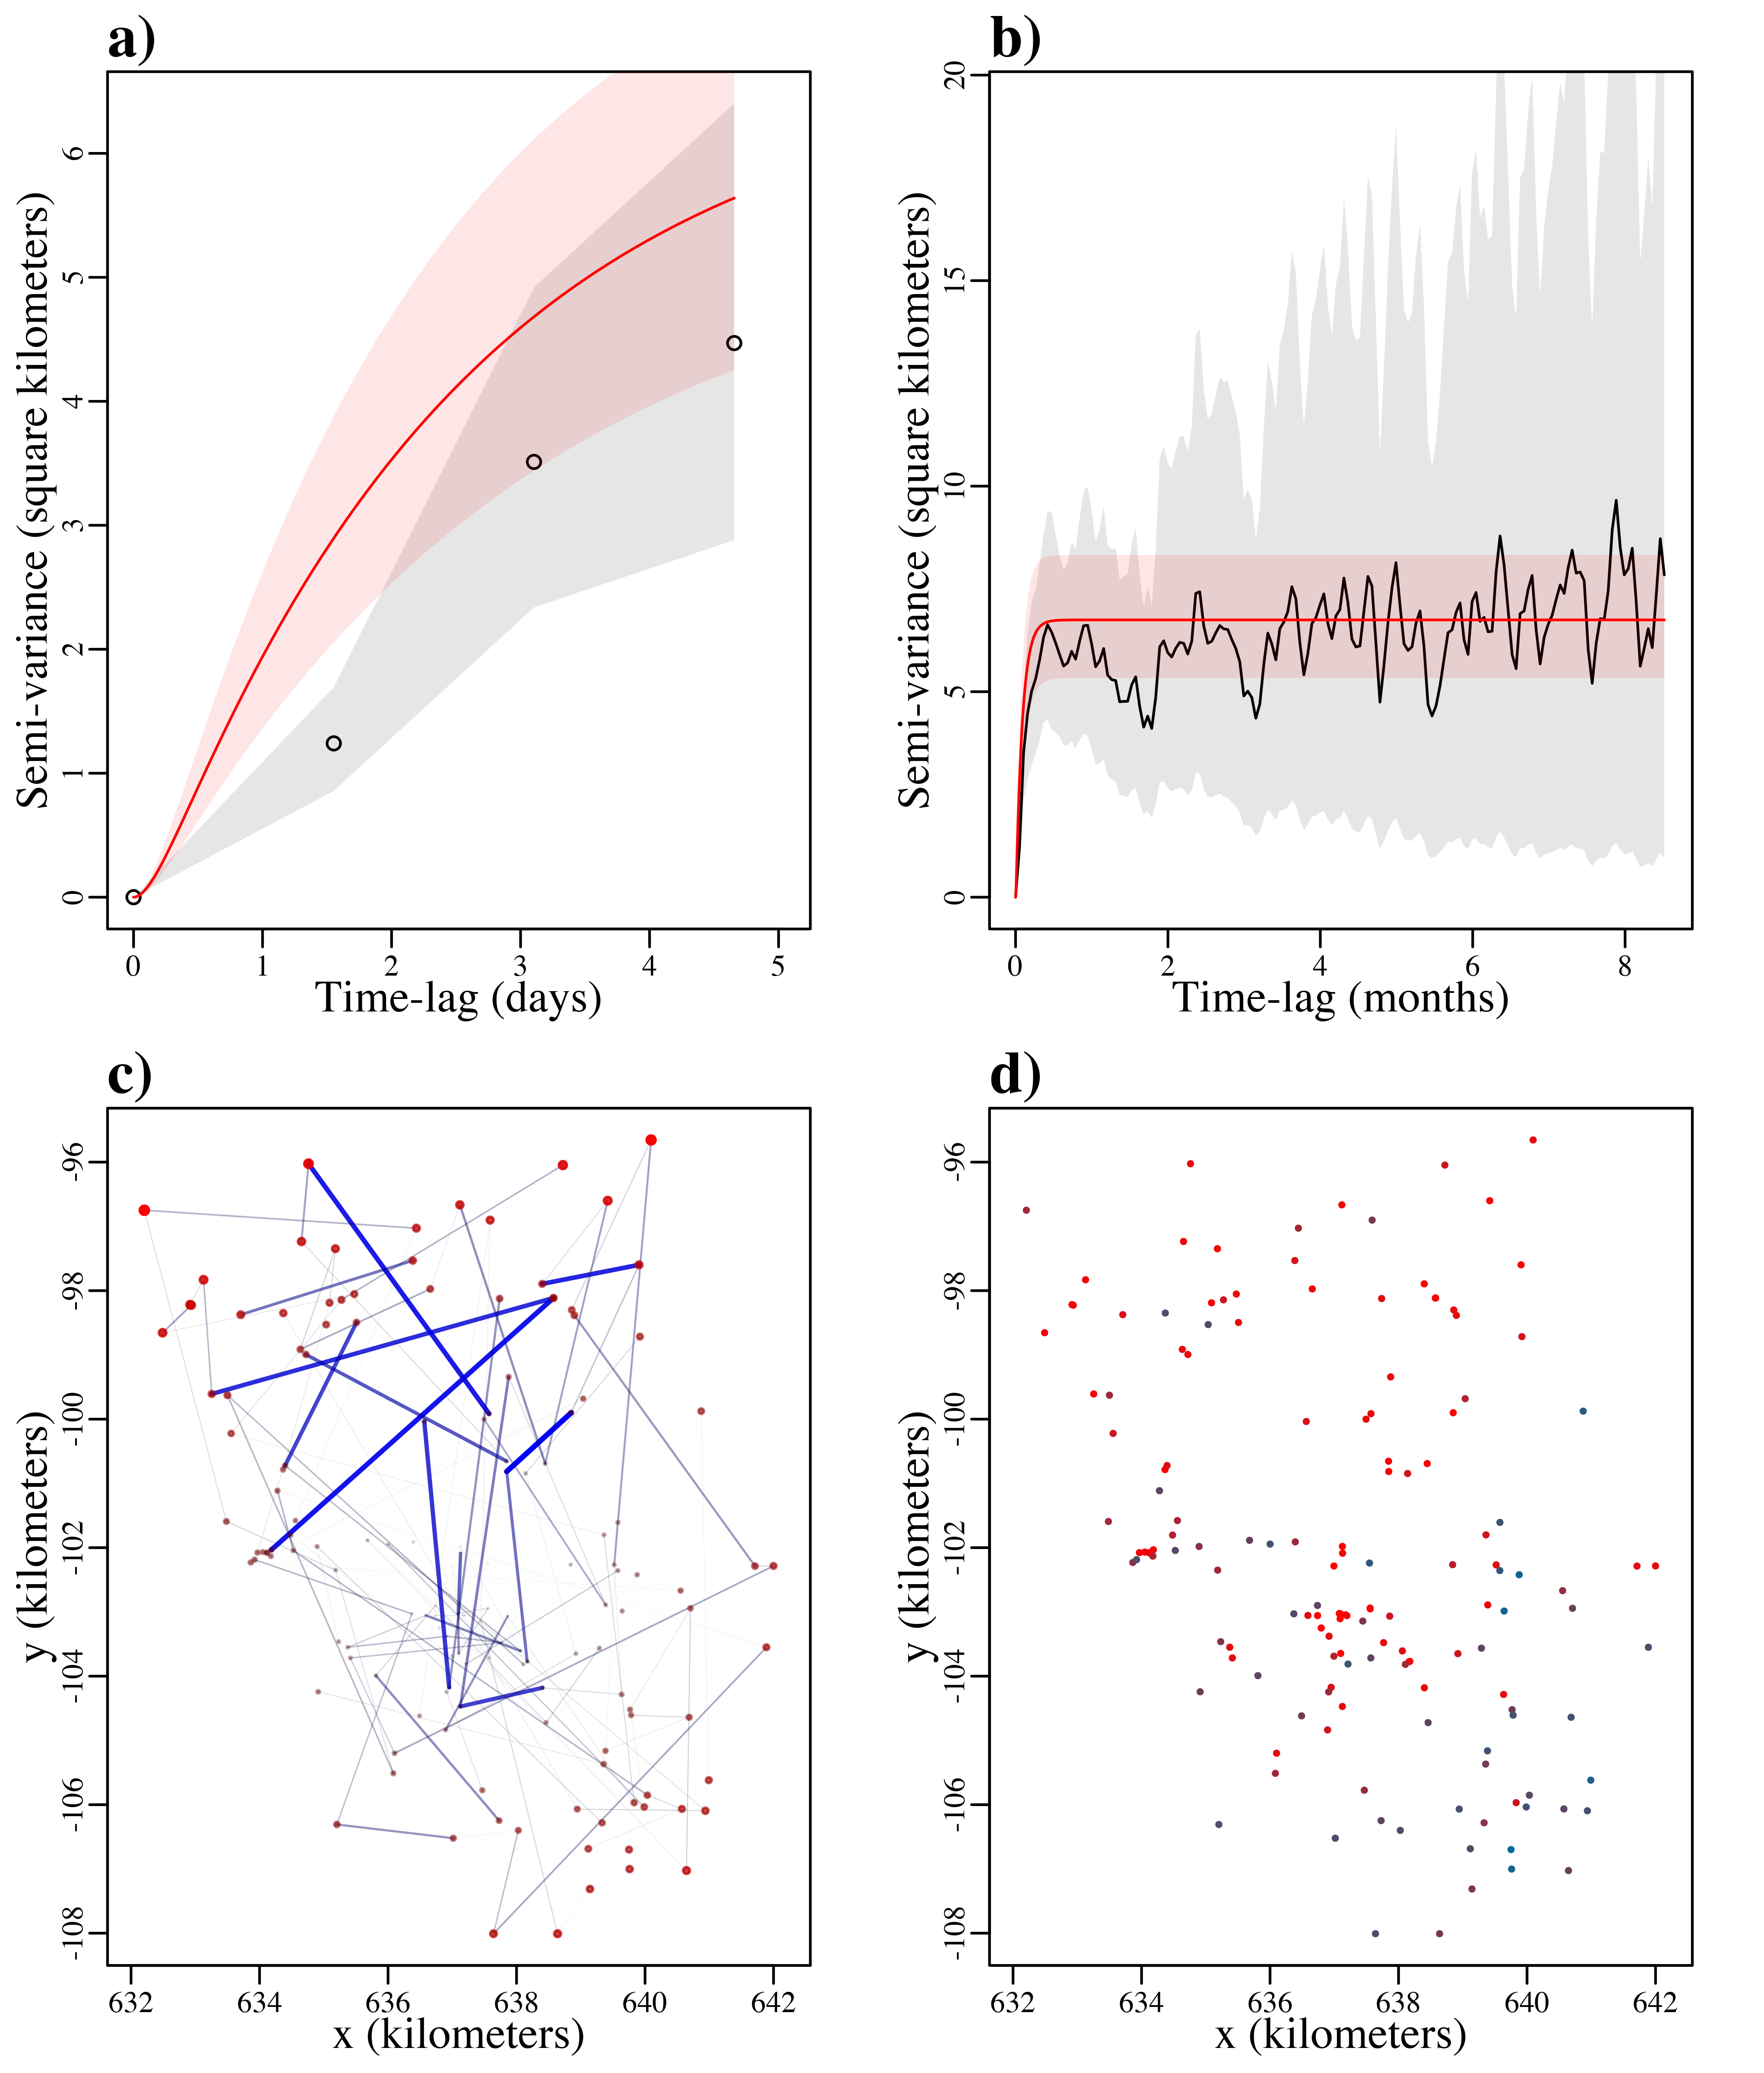 a)
Semi-variance (square kilometers)
0 1 2 3 4 5 6
0 1 2 3 4 5
Time-lag (days)
b)
Semi-variance (square kilometers)
0 5 10 15 20
0 2 4 6 8
Time-lag (months)
c)
y (kilometers)
-108 -106 -104 -102 -100 -98 -96
632 634 636 638 640 642
x (kilometers)
d)
y (kilometers)
-108 -106 -104 -102 -100 -98 -96
632 634 636 638 640 642
x (kilometers)